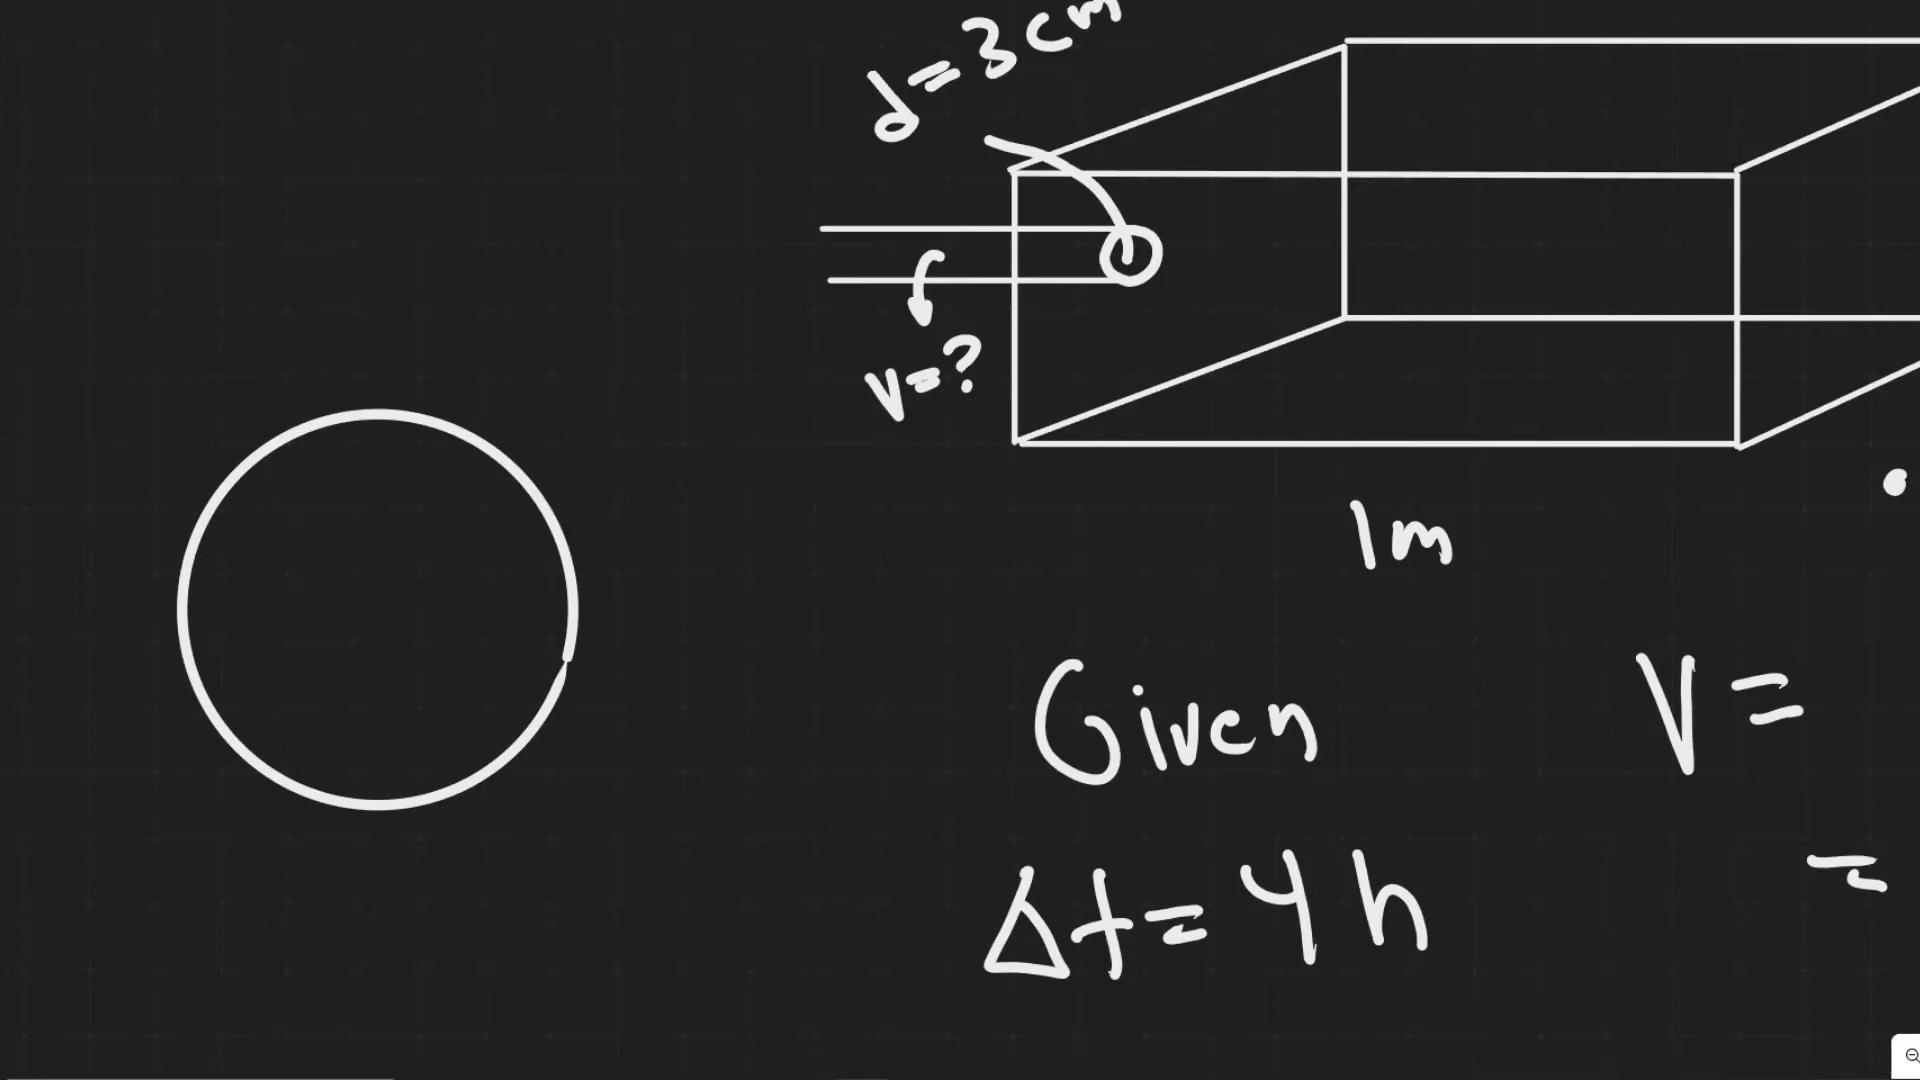 d=3cm
v=?
1m
Given
V=
=
Δt=4h